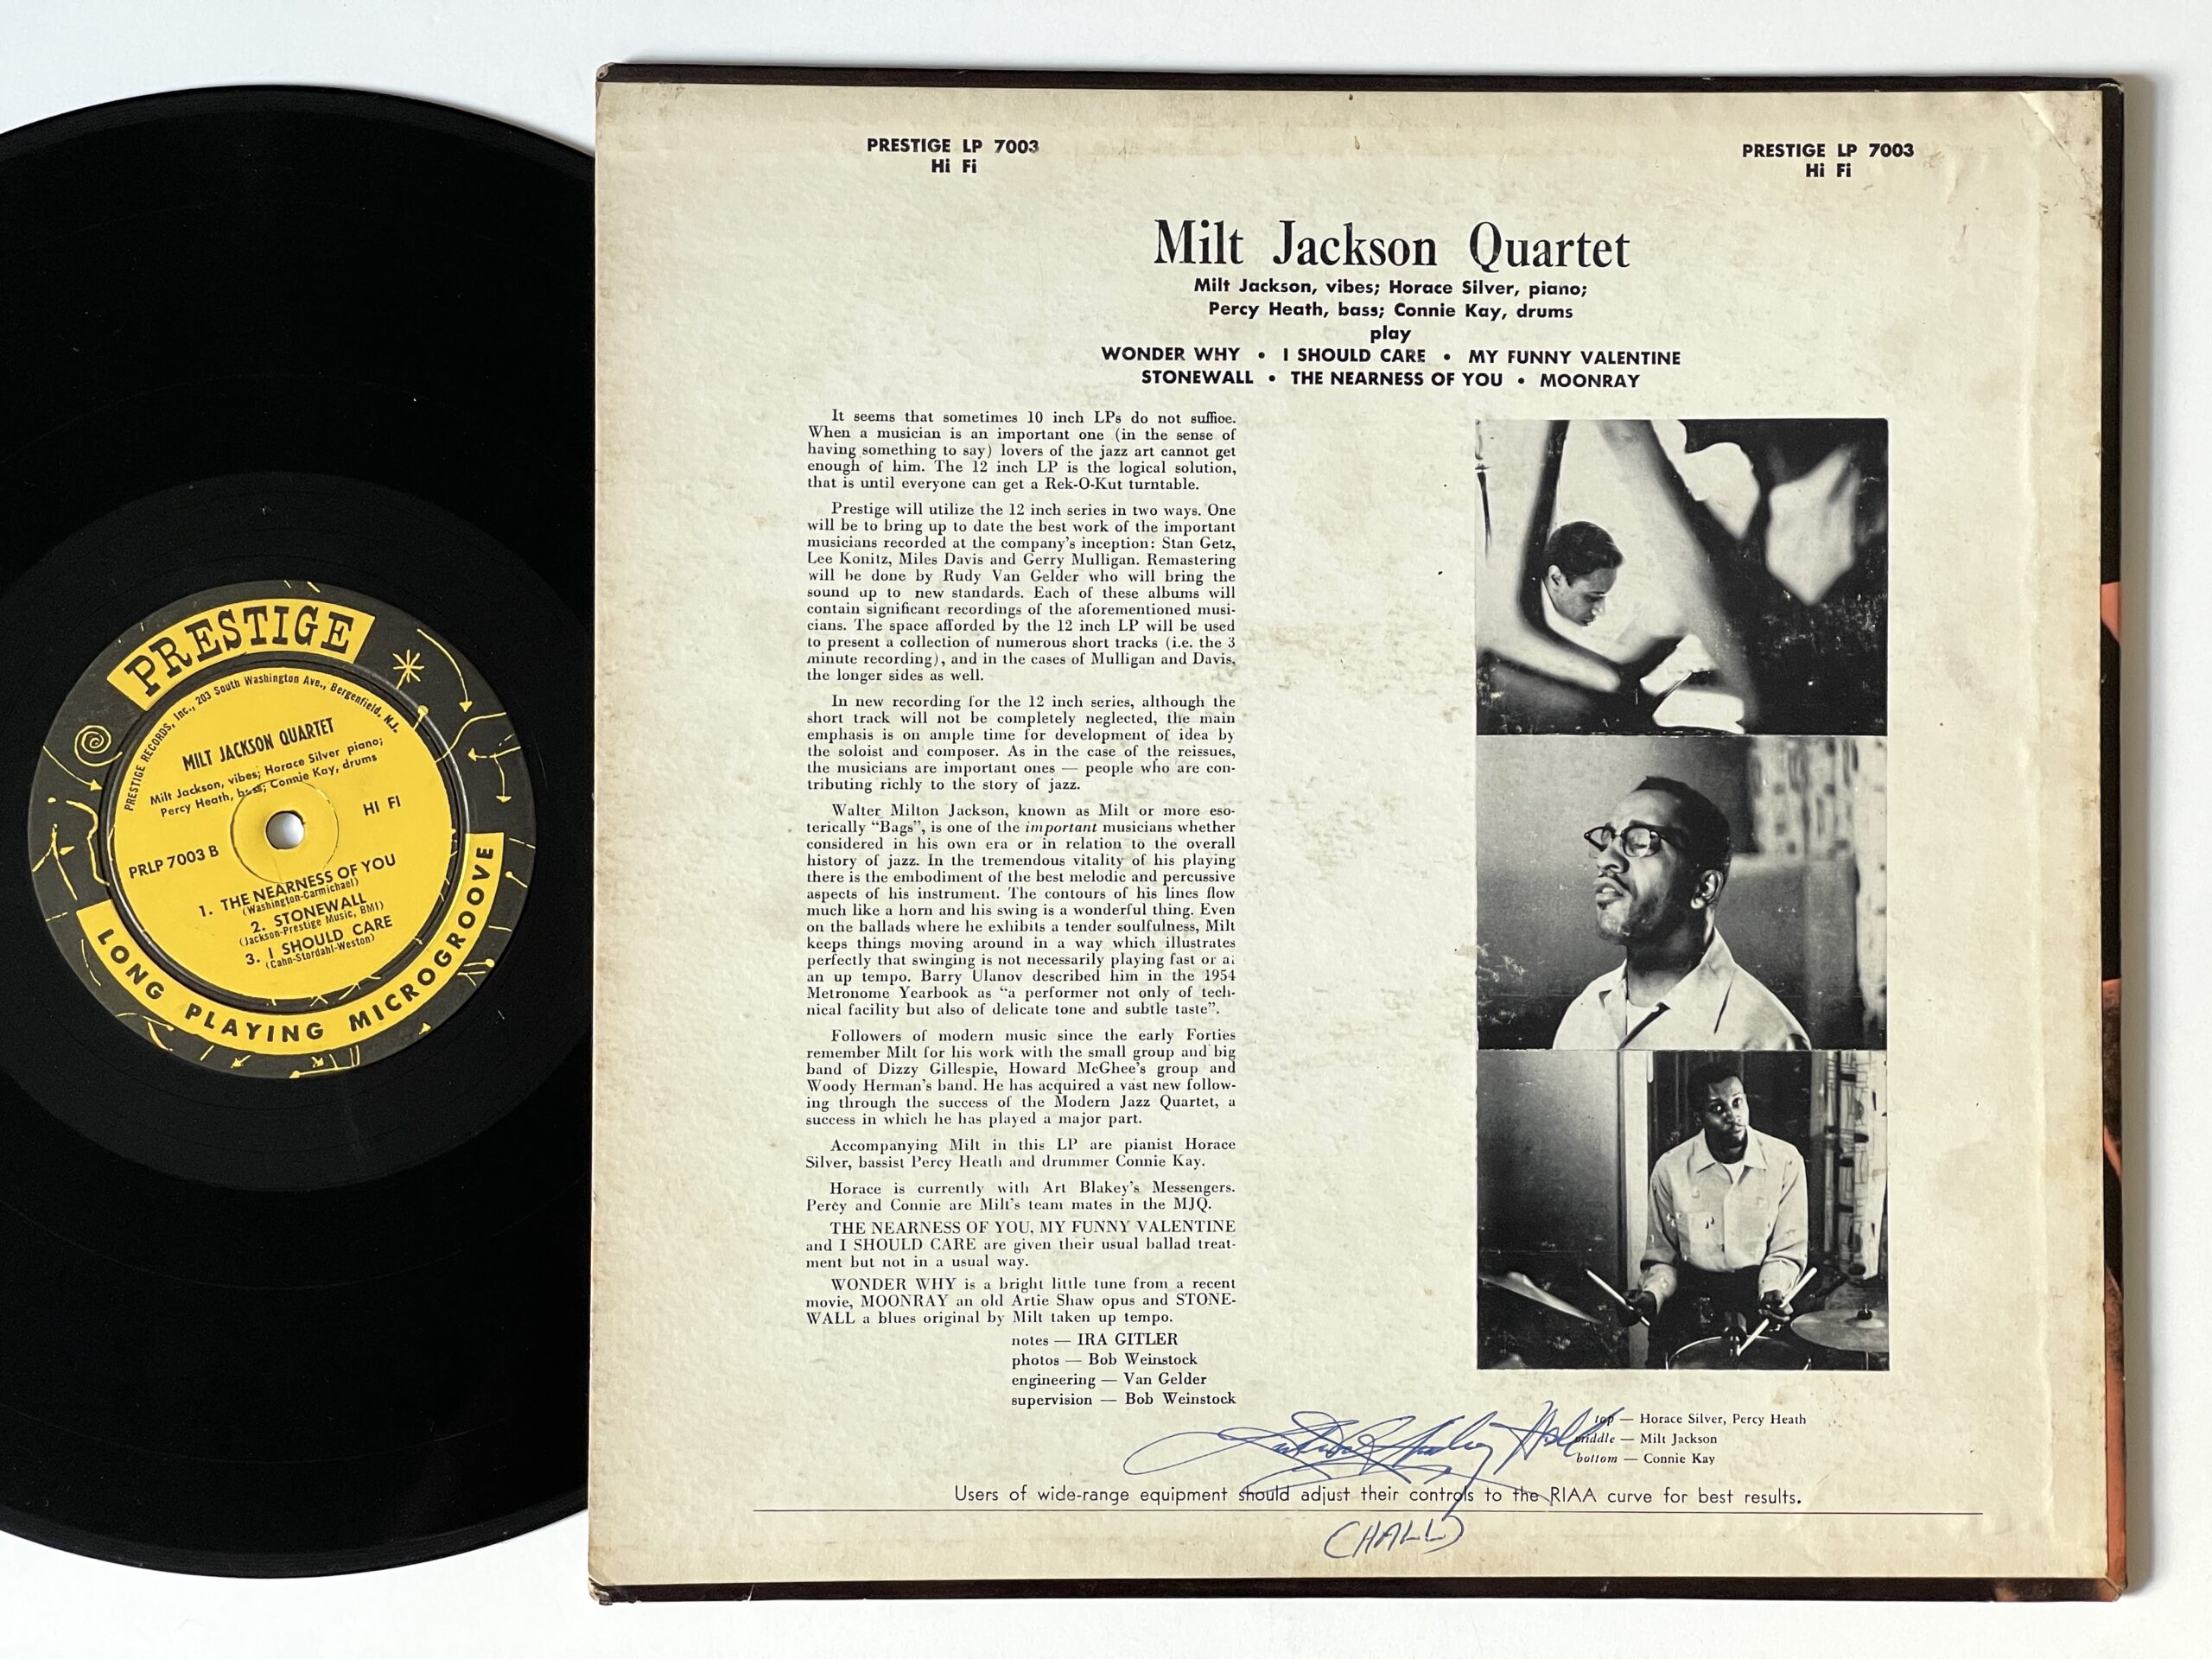 PRESTIGE
PRESTIGE RECORDS, Inc., 203 South Washington Ave., Bergenfield, N.J.
MILT JACKSON QUARTET
Milt Jackson, vibes; Horace Silver piano;
Percy Heath, bass; Connie Kay, drums
HI FI
PRLP 7003 B
1. THE NEARNESS OF YOU
(Washington-Carmichael)
2. STONEWALL
(Jackson-Prestige Music, BMI)
3. I SHOULD CARE
(Cahn-Stordahl-Weston)
LONG PLAYING MICROGROOVE
PRESTIGE LP 7003
Hi Fi
PRESTIGE LP 7003
Hi Fi
Milt Jackson Quartet
Milt Jackson, vibes; Horace Silver, piano;
Percy Heath, bass; Connie Kay, drums
play
WONDER WHY • I SHOULD CARE • MY FUNNY VALENTINE
STONEWALL • THE NEARNESS OF YOU • MOONRAY
It seems that sometimes 10 inch LPs do not suffice.
When a musician is an important one (in the sense of
having something to say) lovers of the jazz art cannot get
enough of him. The 12 inch LP is the logical solution,
that is until everyone can get a Rek-O-Kut turntable.
Prestige will utilize the 12 inch series in two ways. One
will be to bring up to date the best work of the important
musicians recorded at the company's inception: Stan Getz,
Lee Konitz, Miles Davis and Gerry Mulligan. Remastering
will be done by Rudy Van Gelder who will bring the
sound up to new standards. Each of these albums will
contain significant recordings of the aforementioned musi-
cians. The space afforded by the 12 inch LP will be used
to present a collection of numerous short tracks (i.e. the 3
minute recording), and in the cases of Mulligan and Davis,
the longer sides as well.
In new recording for the 12 inch series, although the
short track will not be completely neglected, the main
emphasis is on ample time for development of idea by
the soloist and composer. As in the case of the reissues,
the musicians are important ones — people who are con-
tributing richly to the story of jazz.
Walter Milton Jackson, known as Milt or more eso-
terically "Bags", is one of the important musicians whether
considered in his own era or in relation to the overall
history of jazz. In the tremendous vitality of his playing
there is the embodiment of the best melodic and percussive
aspects of his instrument. The contours of his lines flow
much like a horn and his swing is a wonderful thing. Even
on the ballads where he exhibits a tender soulfulness, Milt
keeps things moving around in a way which illustrates
perfectly that swinging is not necessarily playing fast or at
an up tempo. Barry Ulanov described him in the 1954
Metronome Yearbook as "a performer not only of tech-
nical facility but also of delicate tone and subtle taste".
Followers of modern music since the early Forties
remember Milt for his work with the small group and big
band of Dizzy Gillespie, Howard McGhee's group and
Woody Herman's band. He has acquired a vast new follow-
ing through the success of the Modern Jazz Quartet, a
success in which he has played a major part.
Accompanying Milt in this LP are pianist Horace
Silver, bassist Percy Heath and drummer Connie Kay.
Horace is currently with Art Blakey's Messengers.
Percy and Connie are Milt's team mates in the MJQ.
THE NEARNESS OF YOU, MY FUNNY VALENTINE
and I SHOULD CARE are given their usual ballad treat-
ment but not in a usual way.
WONDER WHY is a bright little tune from a recent
movie, MOONRAY an old Artie Shaw opus and STONE-
WALL a blues original by Milt taken up tempo.
notes — IRA GITLER
photos — Bob Weinstock
engineering — Van Gelder
supervision — Bob Weinstock
top — Horace Silver, Percy Heath
middle — Milt Jackson
bottom — Connie Kay
Hall
Users of wide-range equipment should adjust their controls to the RIAA curve for best results.
(HALL)